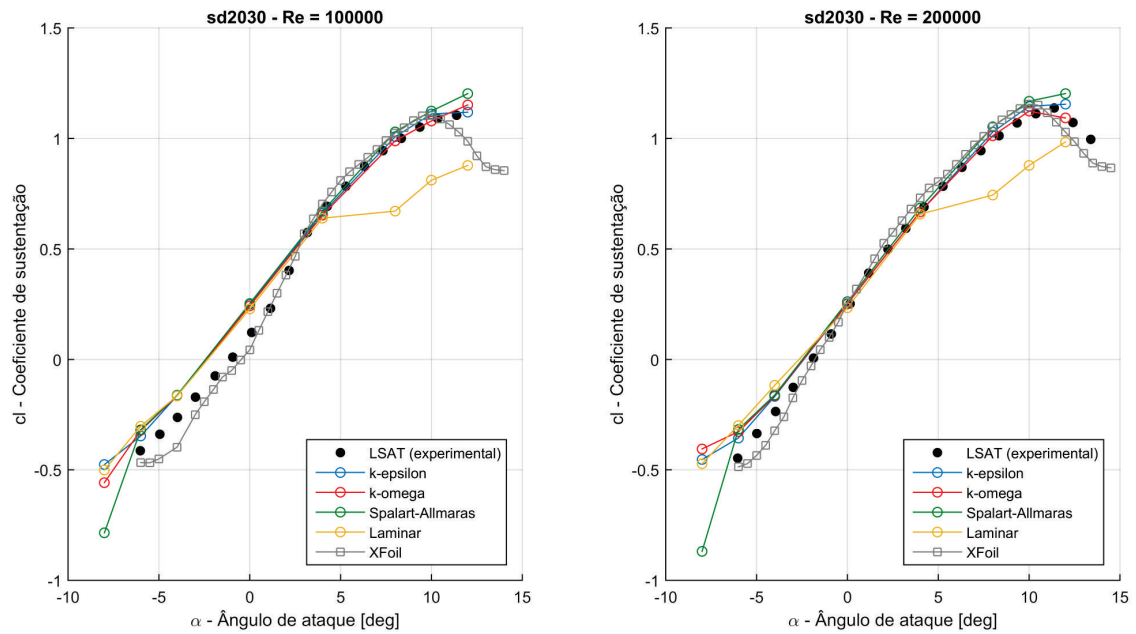 sd2030 - Re = 100000
1.5
1
0.5
0
-0.5
-1
-10
-5
0
5
10
15
cl - Coeficiente de sustentação
α - Ângulo de ataque [deg]
LSAT (experimental)
k-epsilon
k-omega
Spalart-Allmaras
Laminar
XFoil
sd2030 - Re = 200000
1.5
1
0.5
0
-0.5
-1
-10
-5
0
5
10
15
cl - Coeficiente de sustentação
α - Ângulo de ataque [deg]
LSAT (experimental)
k-epsilon
k-omega
Spalart-Allmaras
Laminar
XFoil